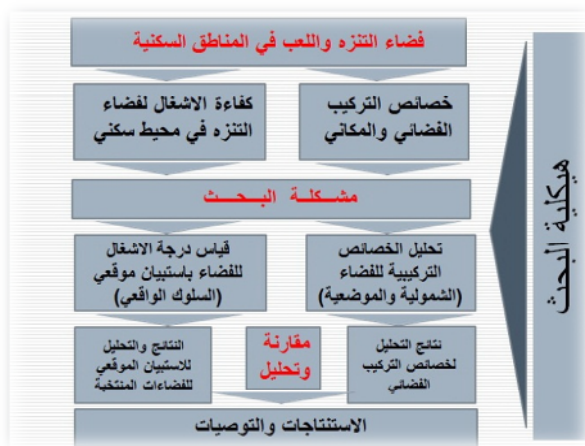 فضاء التنزه واللعب في المناطق السكنية
خصائص التركيب
الفضائي والمكاني
كفاءة الاشغال لفضاء
التنزه في محيط سكني
مشكلة البحث
تحليل الخصائص
التركيبية للفضاء
(الشمولية والموضعية)
قياس درجة الاشغال
للفضاء باستبيان موقعي
(السلوك الواقعي)
نتائج التحليل
لخصائص التركيب
الفضائي
مقارنة
وتحليل
النتائج والتحليل
للاستبيان الموقعي
للفضاءات المنتخبة
الاستنتاجات والتوصيات
هيكلية البحث